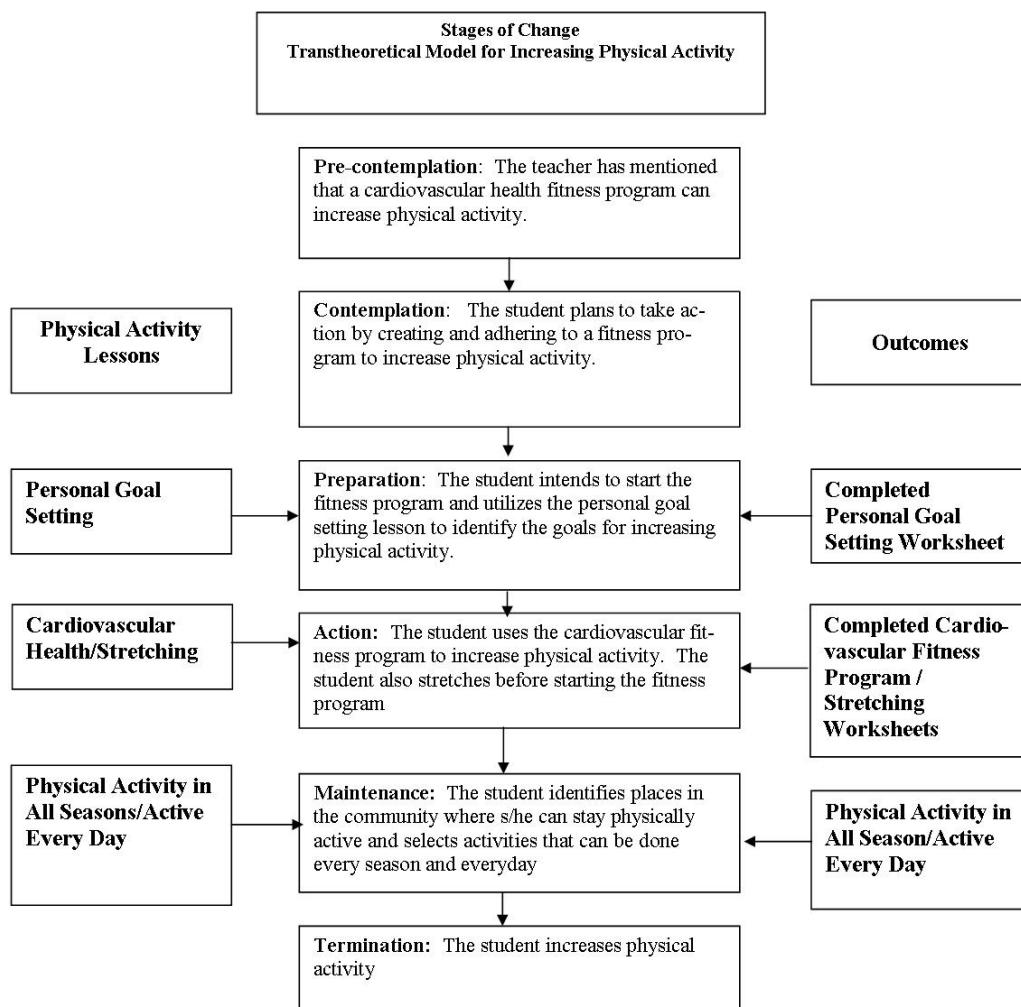 Stages of Change
Transtheoretical Model for Increasing Physical Activity
Pre-contemplation:  The teacher has mentioned
that a cardiovascular health fitness program can
increase physical activity.
Physical Activity
Lessons
Contemplation:   The student plans to take ac-
tion by creating and adhering to a fitness pro-
gram to increase physical activity.
Outcomes
Personal Goal
Setting
Preparation:  The student intends to start the
fitness program and utilizes the personal goal
setting lesson to identify the goals for increasing
physical activity.
Completed
Personal Goal
Setting Worksheet
Cardiovascular
Health/Stretching
Action:  The student uses the cardiovascular fit-
ness program to increase physical activity.  The
student also stretches before starting the fitness
program
Completed Cardio-
vascular Fitness
Program /
Stretching
Worksheets
Physical Activity in
All Seasons/Active
Every Day
Maintenance:  The student identifies places in
the community where s/he can stay physically
active and selects activities that can be done
every season and everyday
Physical Activity in
All Season/Active
Every Day
Termination:  The student increases physical
activity